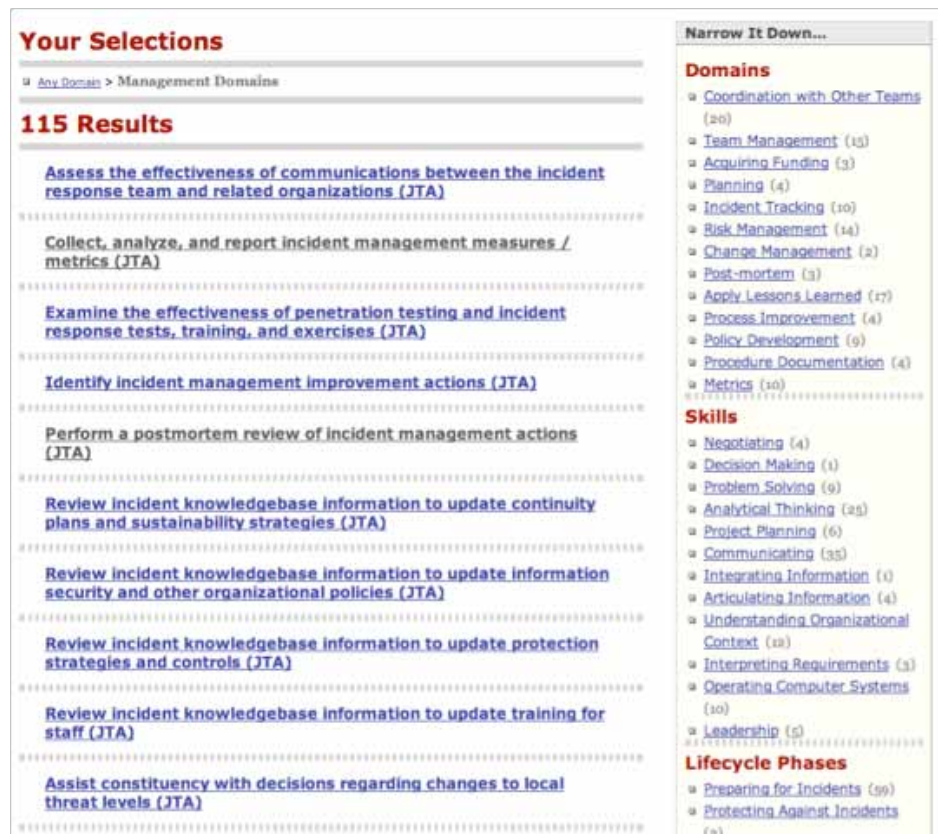 Your Selections
Any Domain > Management Domains
115 Results
Assess the effectiveness of communications between the incident
response team and related organizations (JTA)
Collect, analyze, and report incident management measures /
metrics (JTA)
Examine the effectiveness of penetration testing and incident
response tests, training, and exercises (JTA)
Identify incident management improvement actions (JTA)
Perform a postmortem review of incident management actions
(JTA)
Review incident knowledgebase information to update continuity
plans and sustainability strategies (JTA)
Review incident knowledgebase information to update information
security and other organizational policies (JTA)
Review incident knowledgebase information to update protection
strategies and controls (JTA)
Review incident knowledgebase information to update training for
staff (JTA)
Assist constituency with decisions regarding changes to local
threat levels (JTA)
Narrow It Down...
Domains
Coordination with Other Teams
(20)
Team Management (15)
Acquiring Funding (3)
Planning (4)
Incident Tracking (10)
Risk Management (14)
Change Management (2)
Post-mortem (3)
Apply Lessons Learned (17)
Process Improvement (4)
Policy Development (9)
Procedure Documentation (4)
Metrics (10)
Skills
Negotiating (4)
Decision Making (1)
Problem Solving (9)
Analytical Thinking (25)
Project Planning (6)
Communicating (35)
Integrating Information (1)
Articulating Information (4)
Understanding Organizational
Context (12)
Interpreting Requirements (3)
Operating Computer Systems
(10)
Leadership (5)
Lifecycle Phases
Preparing for Incidents (59)
Protecting Against Incidents